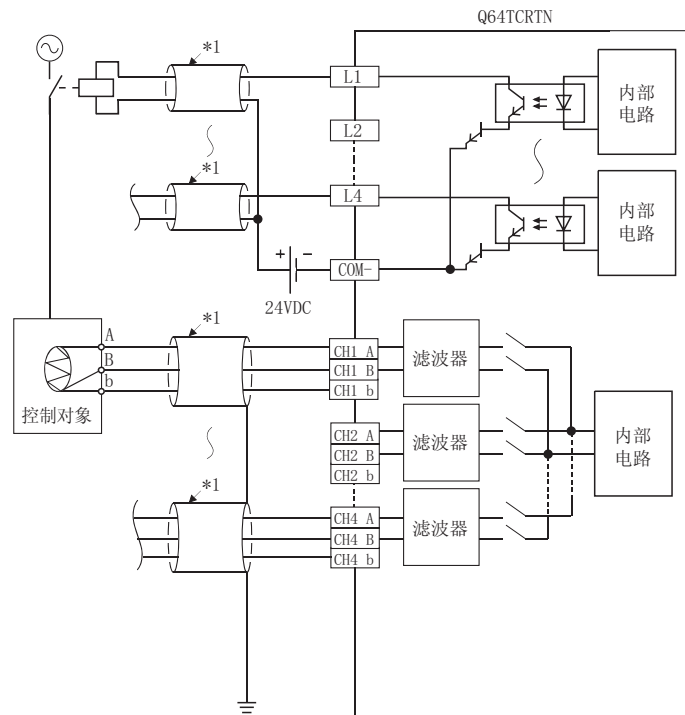 Q64TCRTN
*1
L1
内部
电路
L2
*1
L4
内部
电路
+ -
COM-
24VDC
*1
A
B
b
控制对象
CH1 A
CH1 B
CH1 b
滤波器
CH2 A
CH2 B
CH2 b
滤波器
内部
电路
*1
CH4 A
CH4 B
CH4 b
滤波器